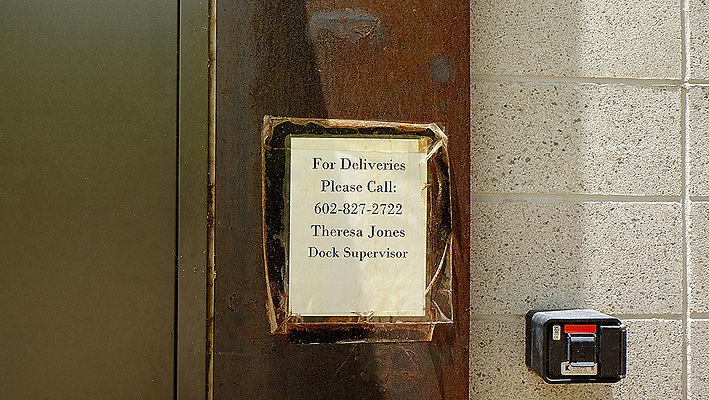 For Deliveries
Please Call:
602-827-2722
Theresa Jones
Dock Supervisor